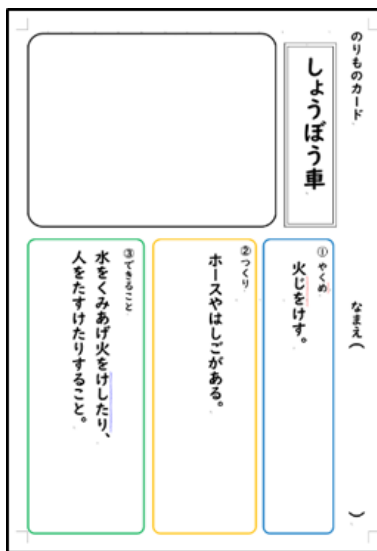 のりものカード
なまえ（　　　）
しょうぼう車
①やくめ
火じをけす。
②つくり
ホースやはしごがある。
③できること
水をくみあげ火をけしたり、
人をたすけたりすること。